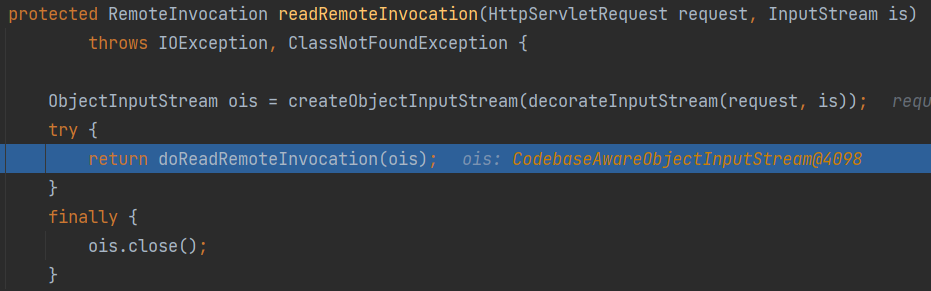 protected RemoteInvocation readRemoteInvocation(HttpServletRequest request, InputStream is)
throws IOException, ClassNotFoundException {
ObjectInputStream ois = createObjectInputStream(decorateInputStream(request, is));
try {
return doReadRemoteInvocation(ois); ois: CodebaseAwareObjectInputStream@4098
}
finally {
ois.close();
}